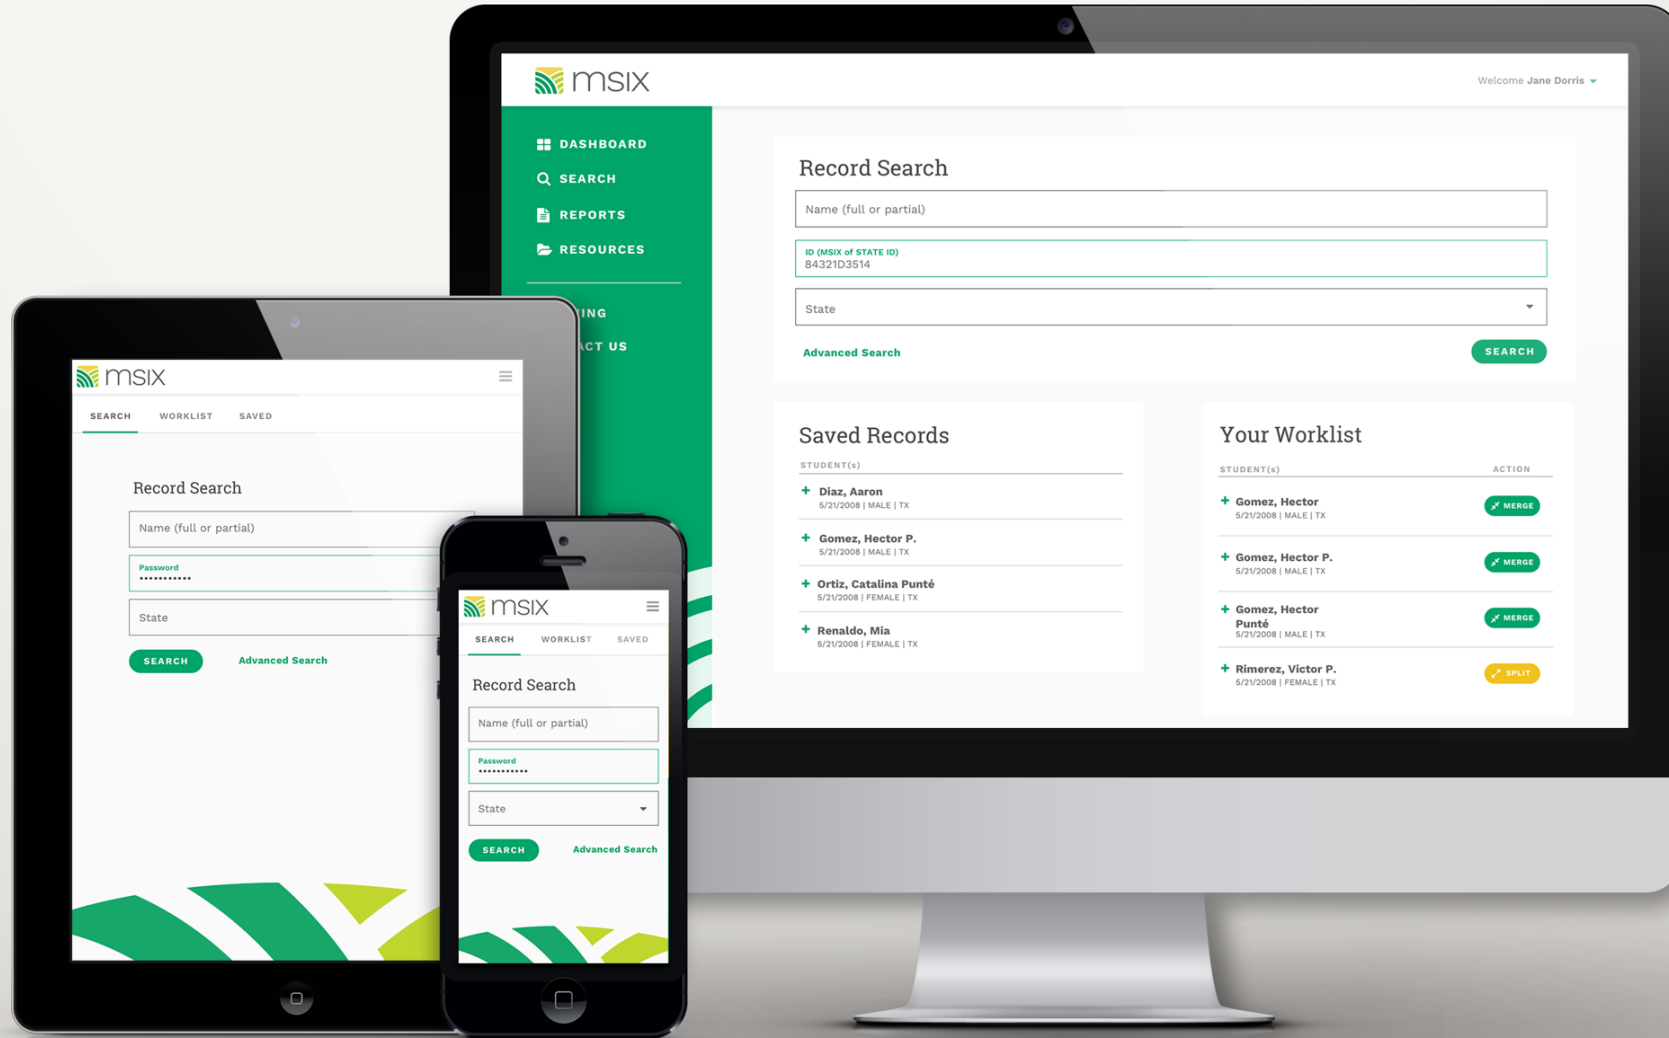 msix
Welcome Jane Dorris
DASHBOARD
SEARCH
REPORTS
RESOURCES
US
Record Search
Name (full or partial)
ID (MSIX of STATE ID)
84321D3514
State
Advanced Search
SEARCH
Saved Records
STUDENT(s)
+ Diaz, Aaron
5/21/2008 | MALE | TX
+ Gomez, Hector P.
5/21/2008 | MALE | TX
+ Ortiz, Catalina Punté
5/21/2008 | FEMALE | TX
+ Renaldo, Mia
5/21/2008 | FEMALE | TX
Your Worklist
STUDENT(s) ACTION
+ Gomez, Hector
5/21/2008 | MALE | TX
MERGE
+ Gomez, Hector P.
5/21/2008 | MALE | TX
MERGE
+ Gomez, Hector
Punté
5/21/2008 | MALE | TX
MERGE
+ Rimerez, Victor P.
5/21/2008 | FEMALE | TX
SPLIT
msix
SEARCH WORKLIST SAVED
Record Search
Name (full or partial)
Password
•••••••••••
State
SEARCH Advanced Search
msix
SEARCH WORKLIST SAVED
Record Search
Name (full or partial)
Password
•••••••••••
State
SEARCH Advanced Search